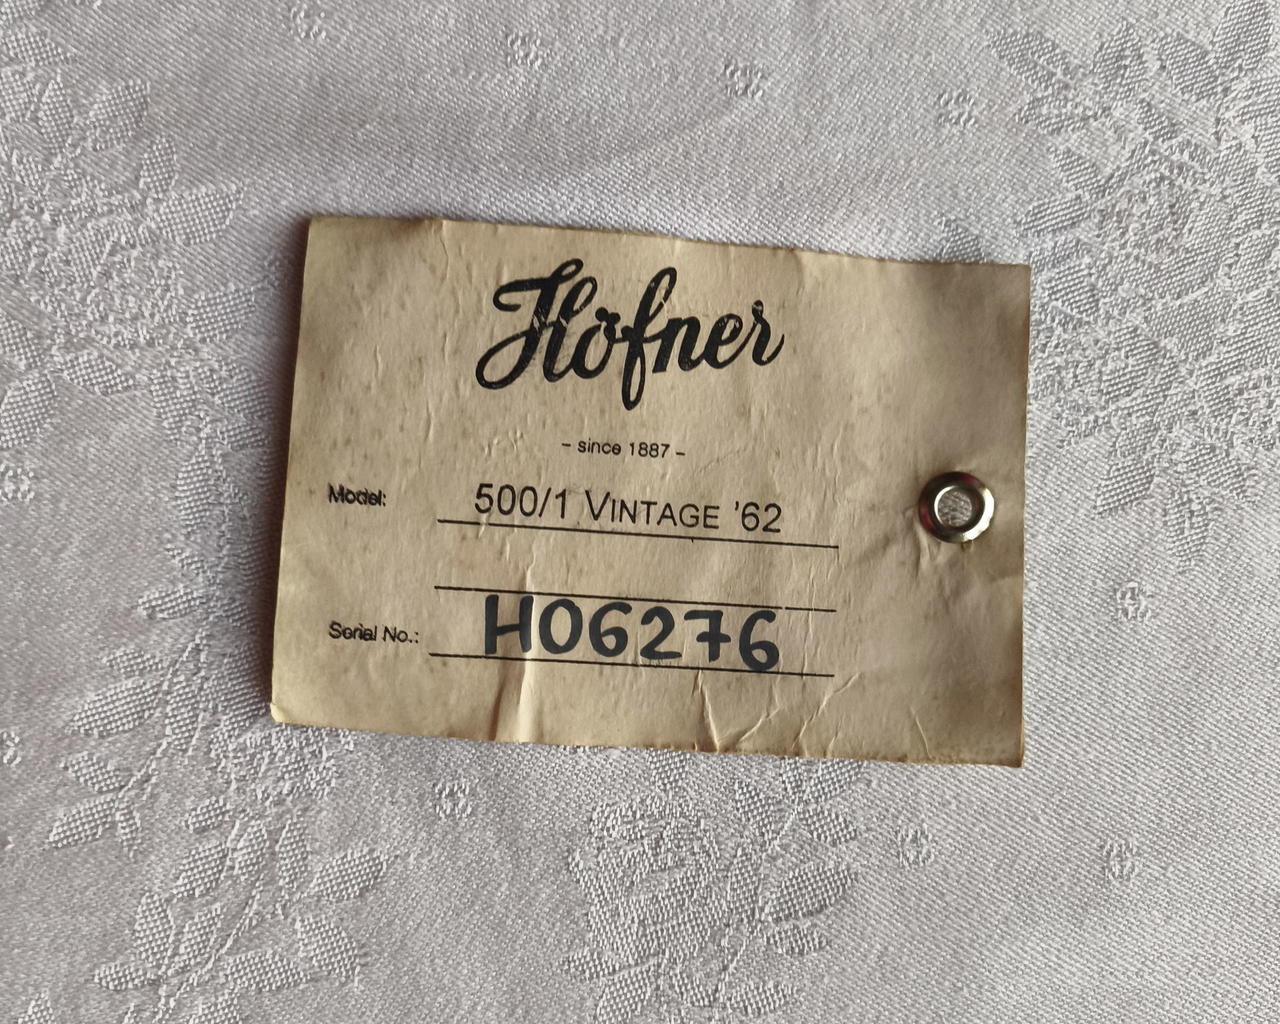 Höfner
– since 1887 –
Model: 500/1 VINTAGE '62
Serial No.: H06276